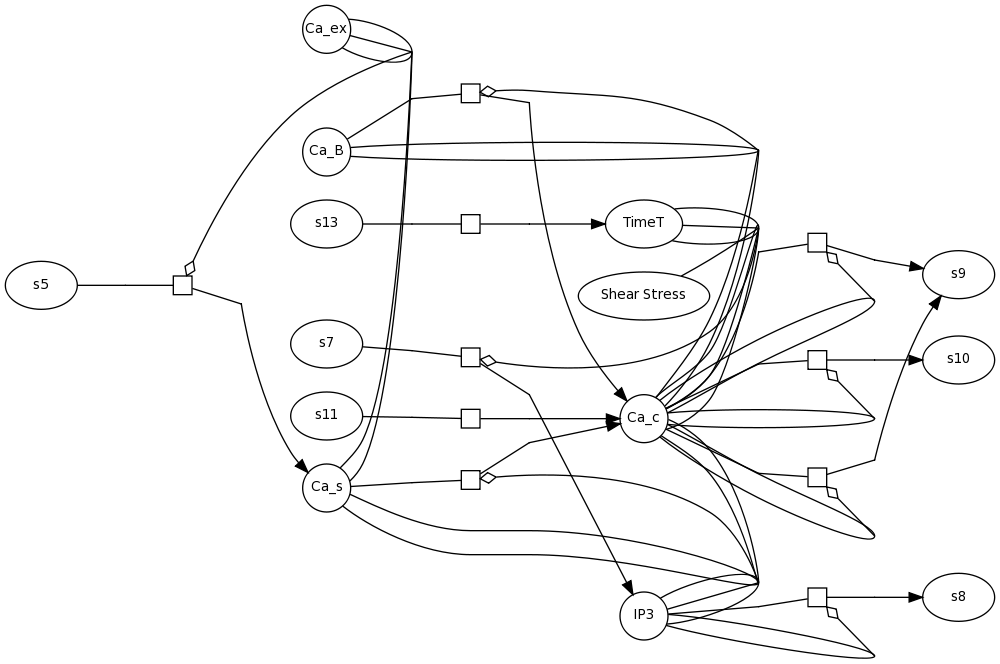 Ca_ex
Ca_B
s13
TimeT
s5
s9
Shear Stress
s7
s10
s11
Ca_c
Ca_s
IP3
s8